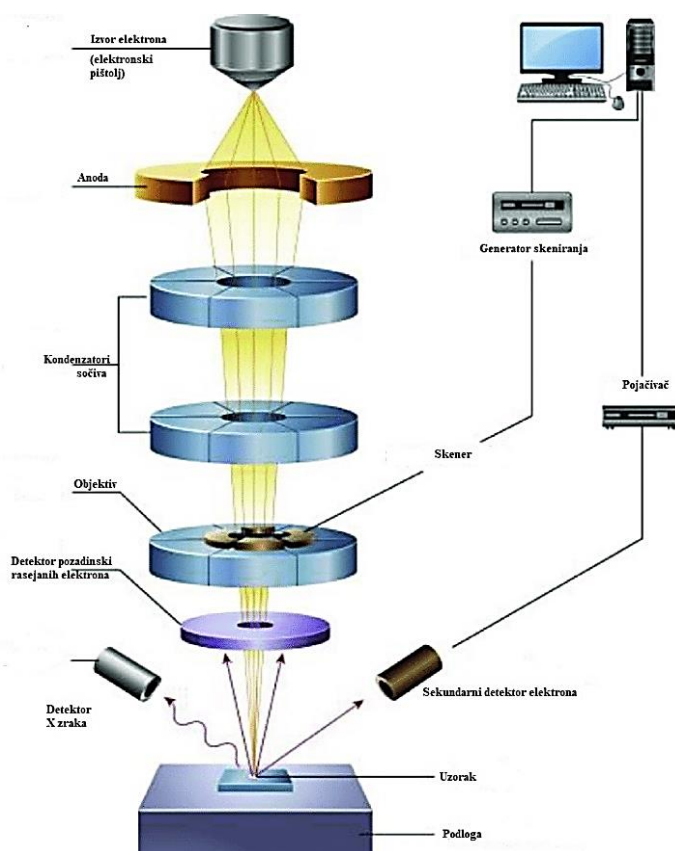 Izvor elektrona
(elektronski
pištolj)
Anoda
Generator skeniranja
Kondenzatori
sočiva
Pojačivač
Skener
Objektiv
Detektor pozadinski
rasejanih elektrona
Sekundarni detektor elektrona
Detektor
X zraka
Uzorak
Podloga